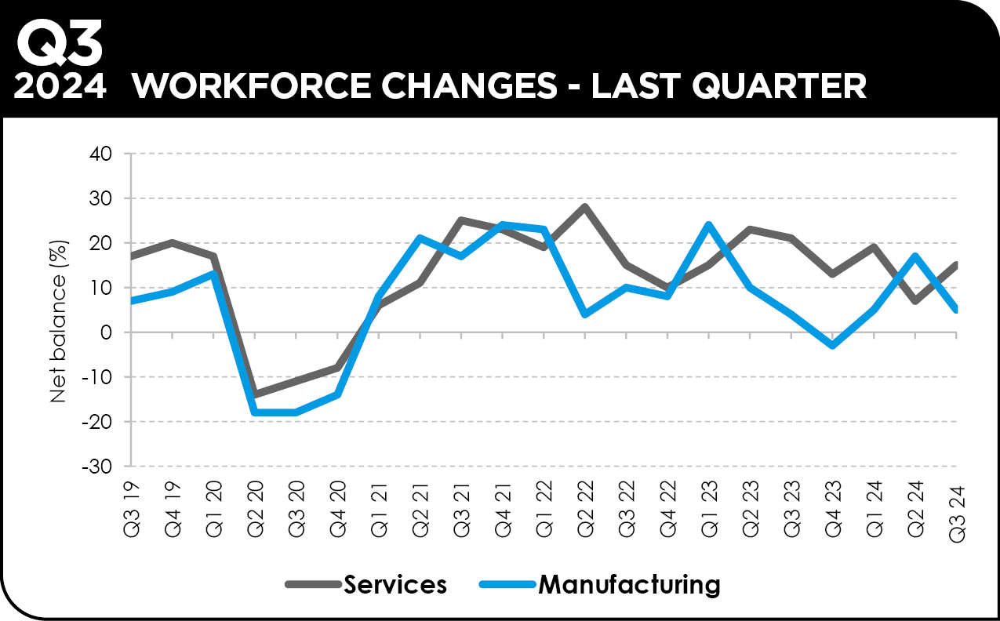 Q3
2024 WORKFORCE CHANGES - LAST QUARTER
Net balance (%)
40
30
20
10
0
-10
-20
-30
Q3 19
Q4 19
Q1 20
Q2 20
Q3 20
Q4 20
Q1 21
Q2 21
Q3 21
Q4 21
Q1 22
Q2 22
Q3 22
Q4 22
Q1 23
Q2 23
Q3 23
Q4 23
Q1 24
Q2 24
Q3 24
Services Manufacturing